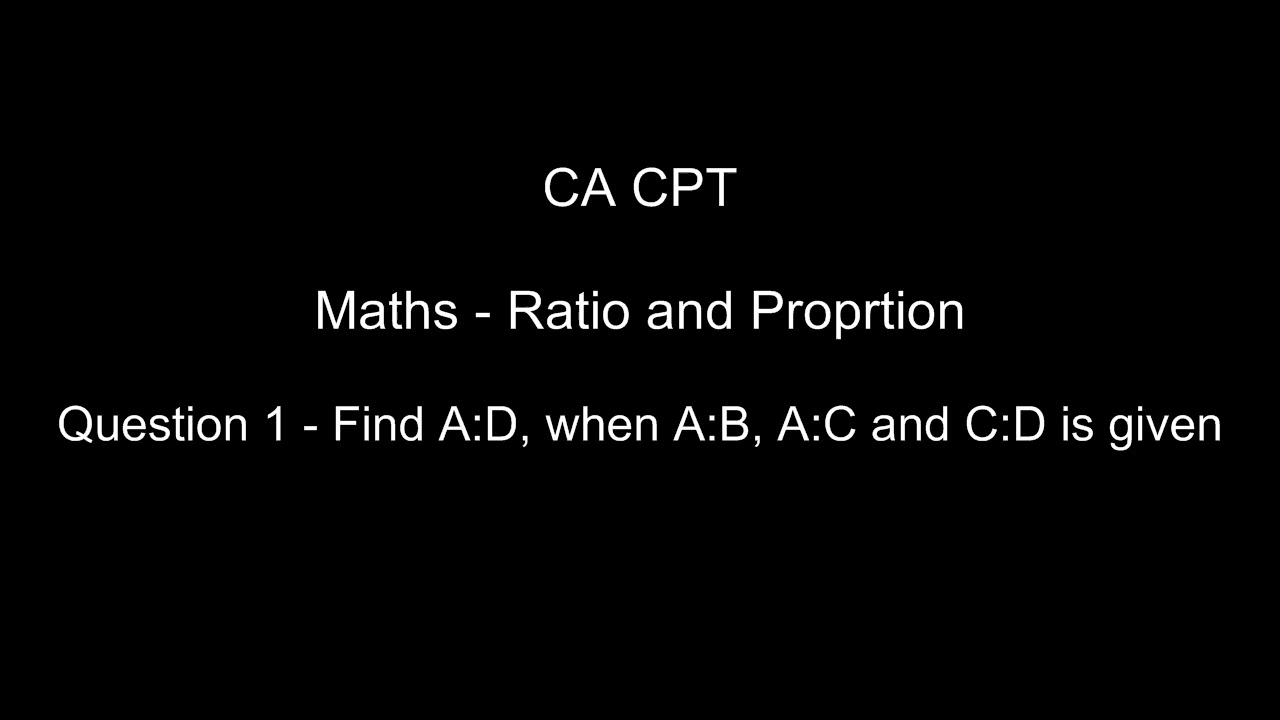 CA CPT
Maths - Ratio and Proprtion
Question 1 - Find A:D, when A:B, A:C and C:D is given